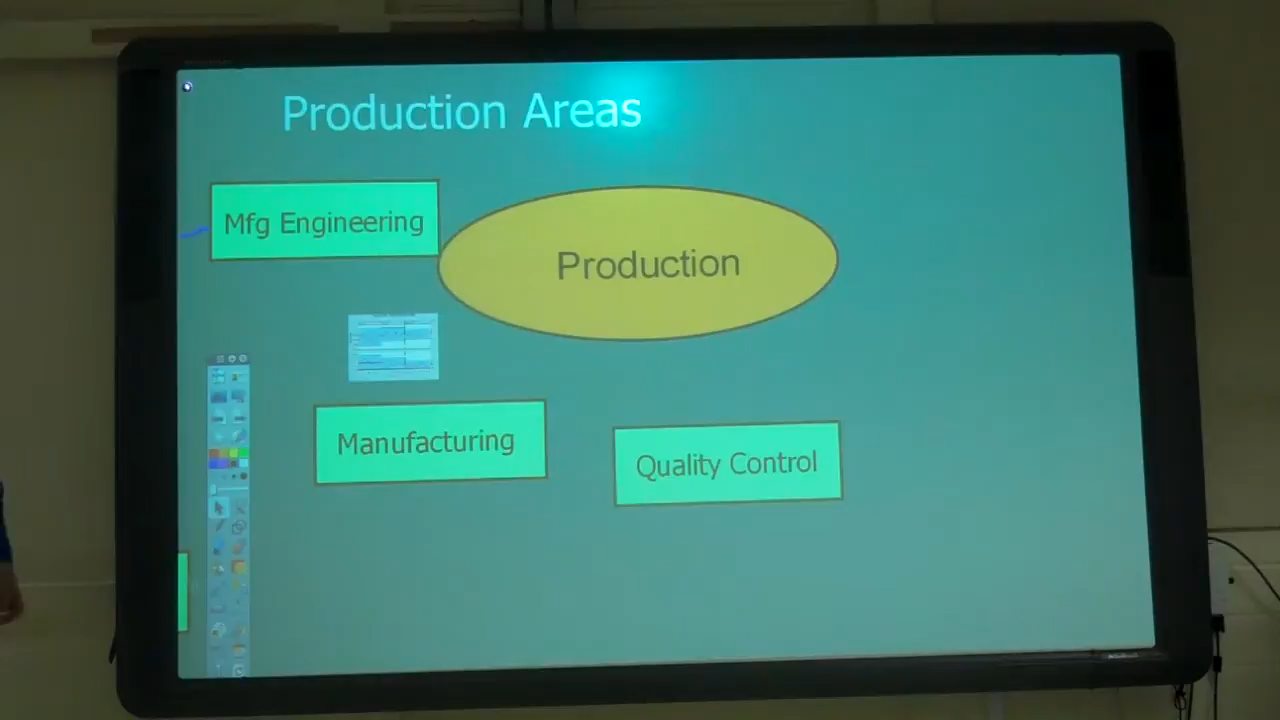 Production Areas
Mfg Engineering
Production
Manufacturing
Quality Control